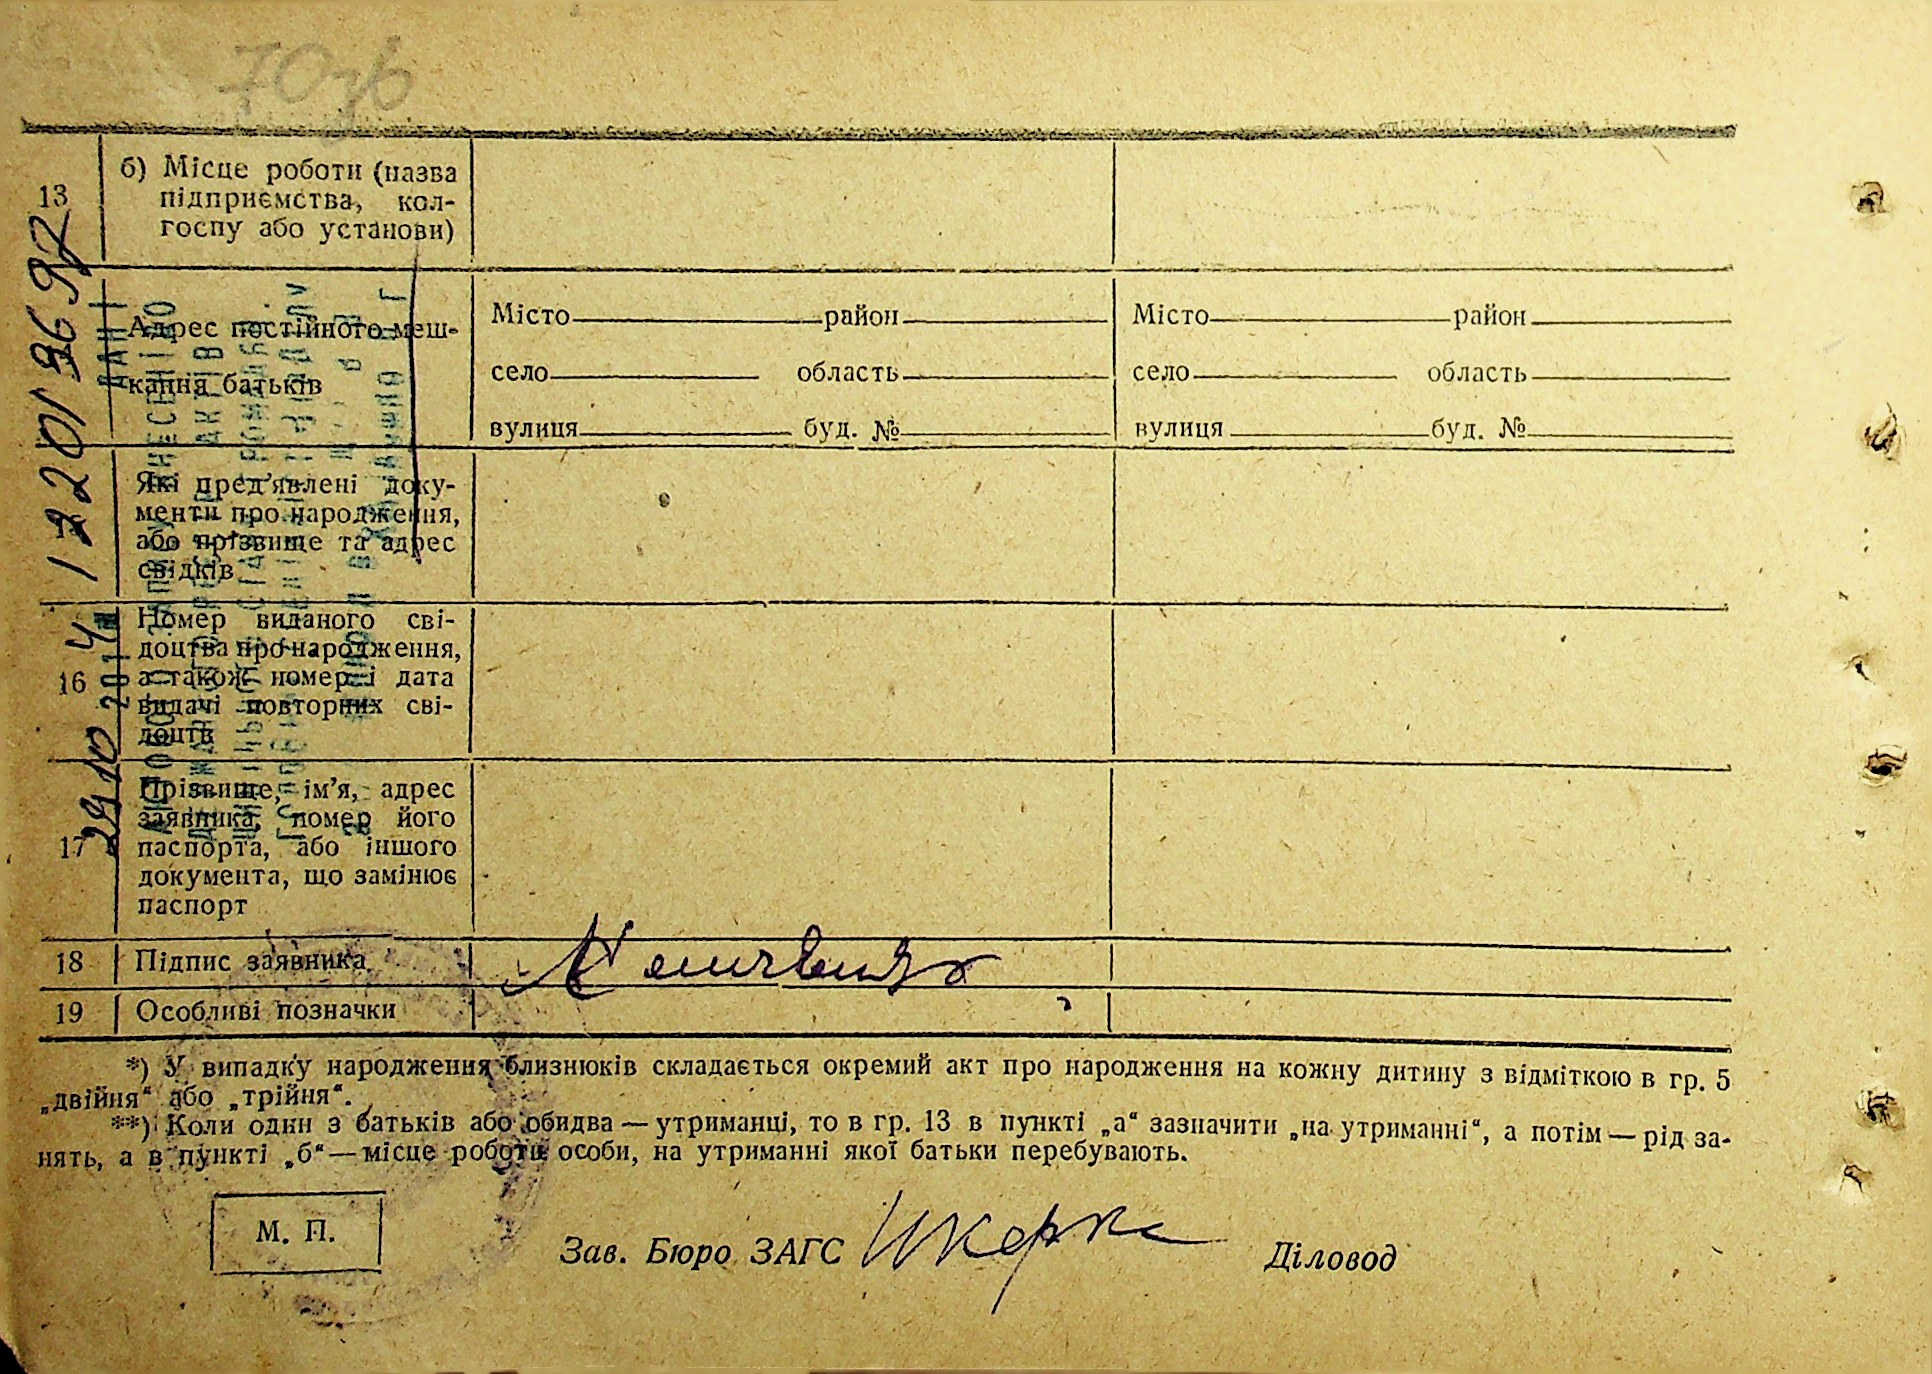 13
б) Місце роботи (назва
підприємства, кол-
госпу або установи)
Адрес постійного меш-
кання батьків
Місто район
село область
вулиця буд. №
Місто район
село область
вулиця буд. №
Які пред'явлені доку-
менти про народження,
або прізвище та адрес
свідків
16
Номер виданого сві-
доцтва про народження,
а також номер і дата
видачі повторних сві-
доцтв
17
Прізвище, ім'я, адрес
заявника, номер його
паспорта, або іншого
документа, що замінює
паспорт
18 Підпис заявника
19 Особливі позначки
*) У випадку народження близнюків складається окремий акт про народження на кожну дитину з відміткою в гр. 5
„двійня“ або „трійня“.
**) Коли один з батьків або обидва — утриманці, то в гр. 13 в пункті „а“ зазначити „на утриманні“, а потім — рід за-
нять, а в пункті „б“ — місце роботи особи, на утриманні якої батьки перебувають.
М. П.
Зав. Бюро ЗАГС
Діловод